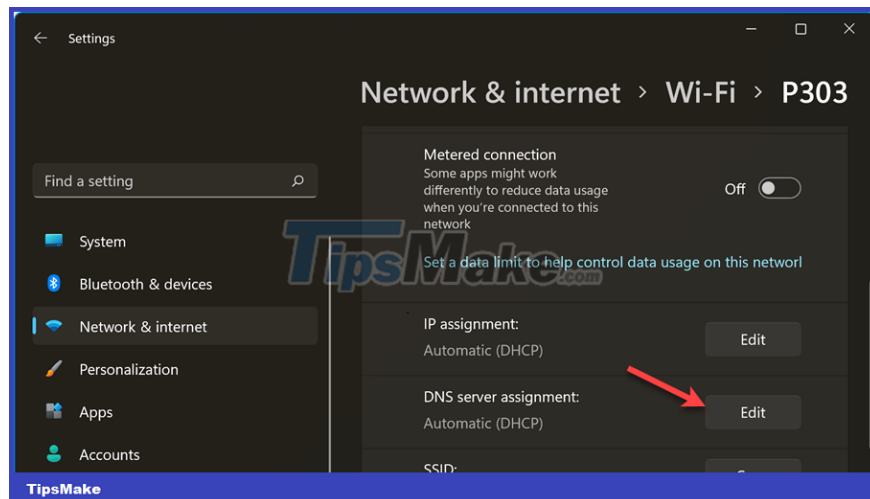 Settings
Network & internet > Wi-Fi > P303
Find a setting
System
Bluetooth & devices
Network & internet
Personalization
Apps
Accounts
Metered connection
Some apps might work
differently to reduce data usage
when you're connected to this
network
Off
Set a data limit to help control data usage on this networl
IP assignment:
Automatic (DHCP)
Edit
DNS server assignment:
Automatic (DHCP)
Edit
SSID:
TipsMake.com
TipsMake